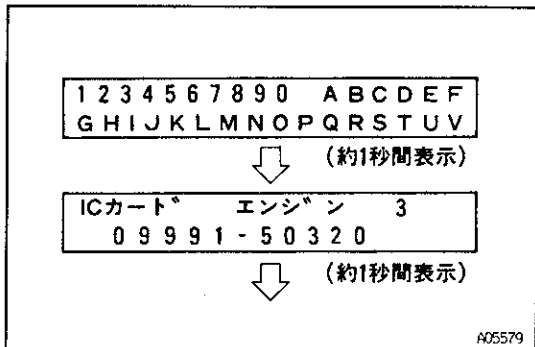 1234567890 ABCDEF
GHIJKLMNOPQRSTUV
(約1秒間表示)
ICカード エンジン 3
09991-50320
(約1秒間表示)
A05579